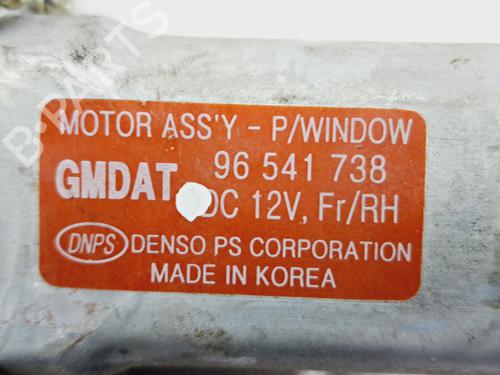 B-PARTS
MOTOR ASS'Y - P/WINDOW
GMDAT 96 541 738
DC 12V, Fr/RH
DNPS DENSO PS CORPORATION
MADE IN KOREA
B-PARTS